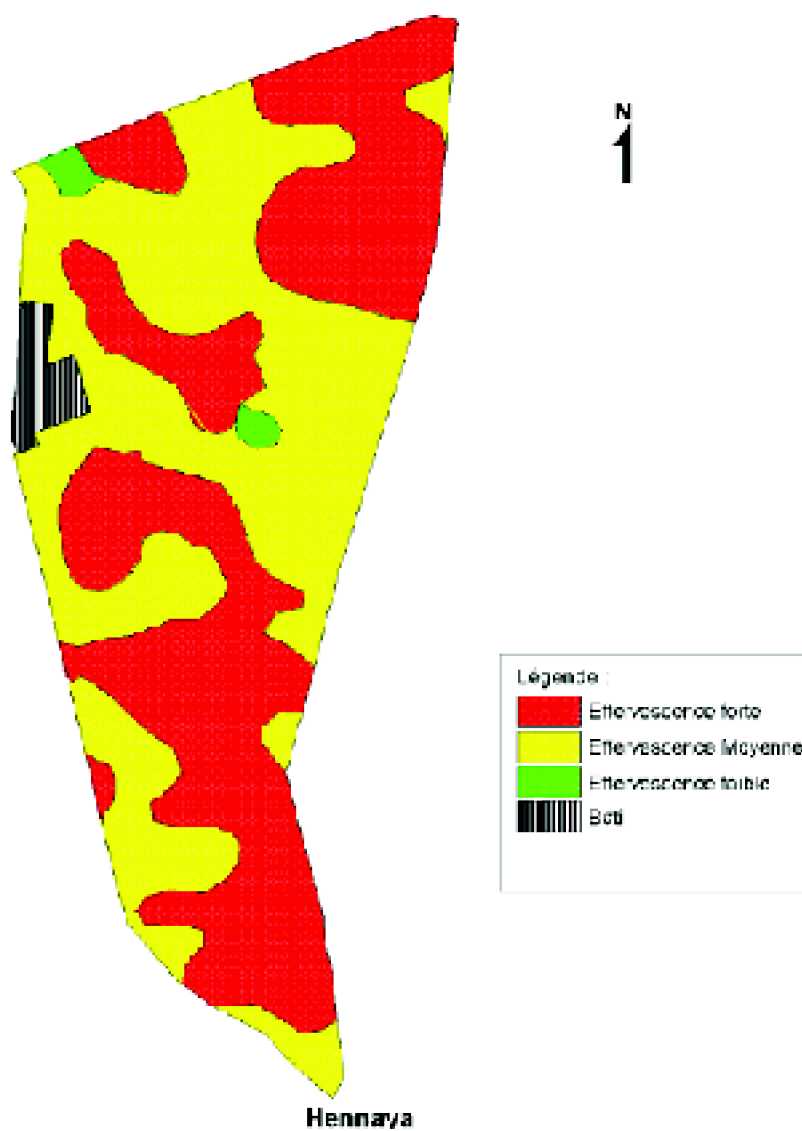 N
Légende :
Effervescence forte
Effervescence Moyenne
Effervescence faible
Bati
Hennaya